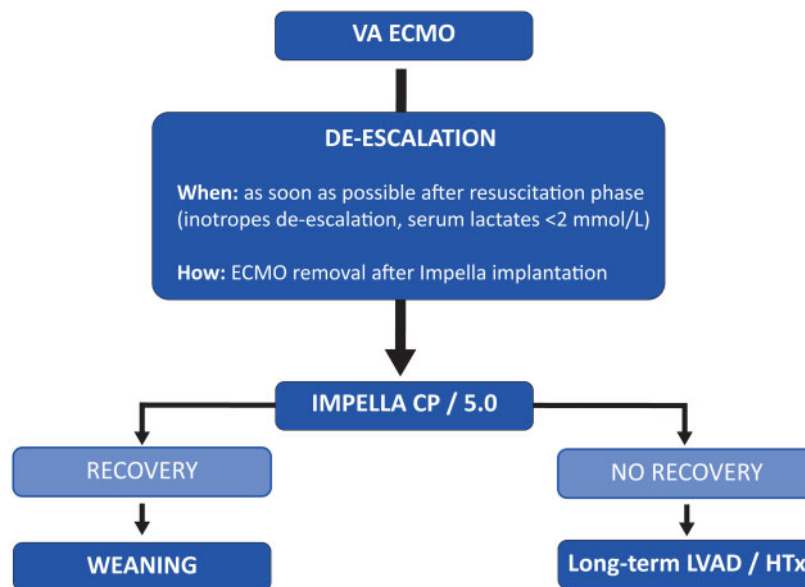 VA ECMO
DE-ESCALATION
When: as soon as possible after resuscitation phase
(inotropes de-escalation, serum lactates <2 mmol/L)
How: ECMO removal after Impella implantation
IMPELLA CP / 5.0
RECOVERY
NO RECOVERY
WEANING
Long-term LVAD / HTx